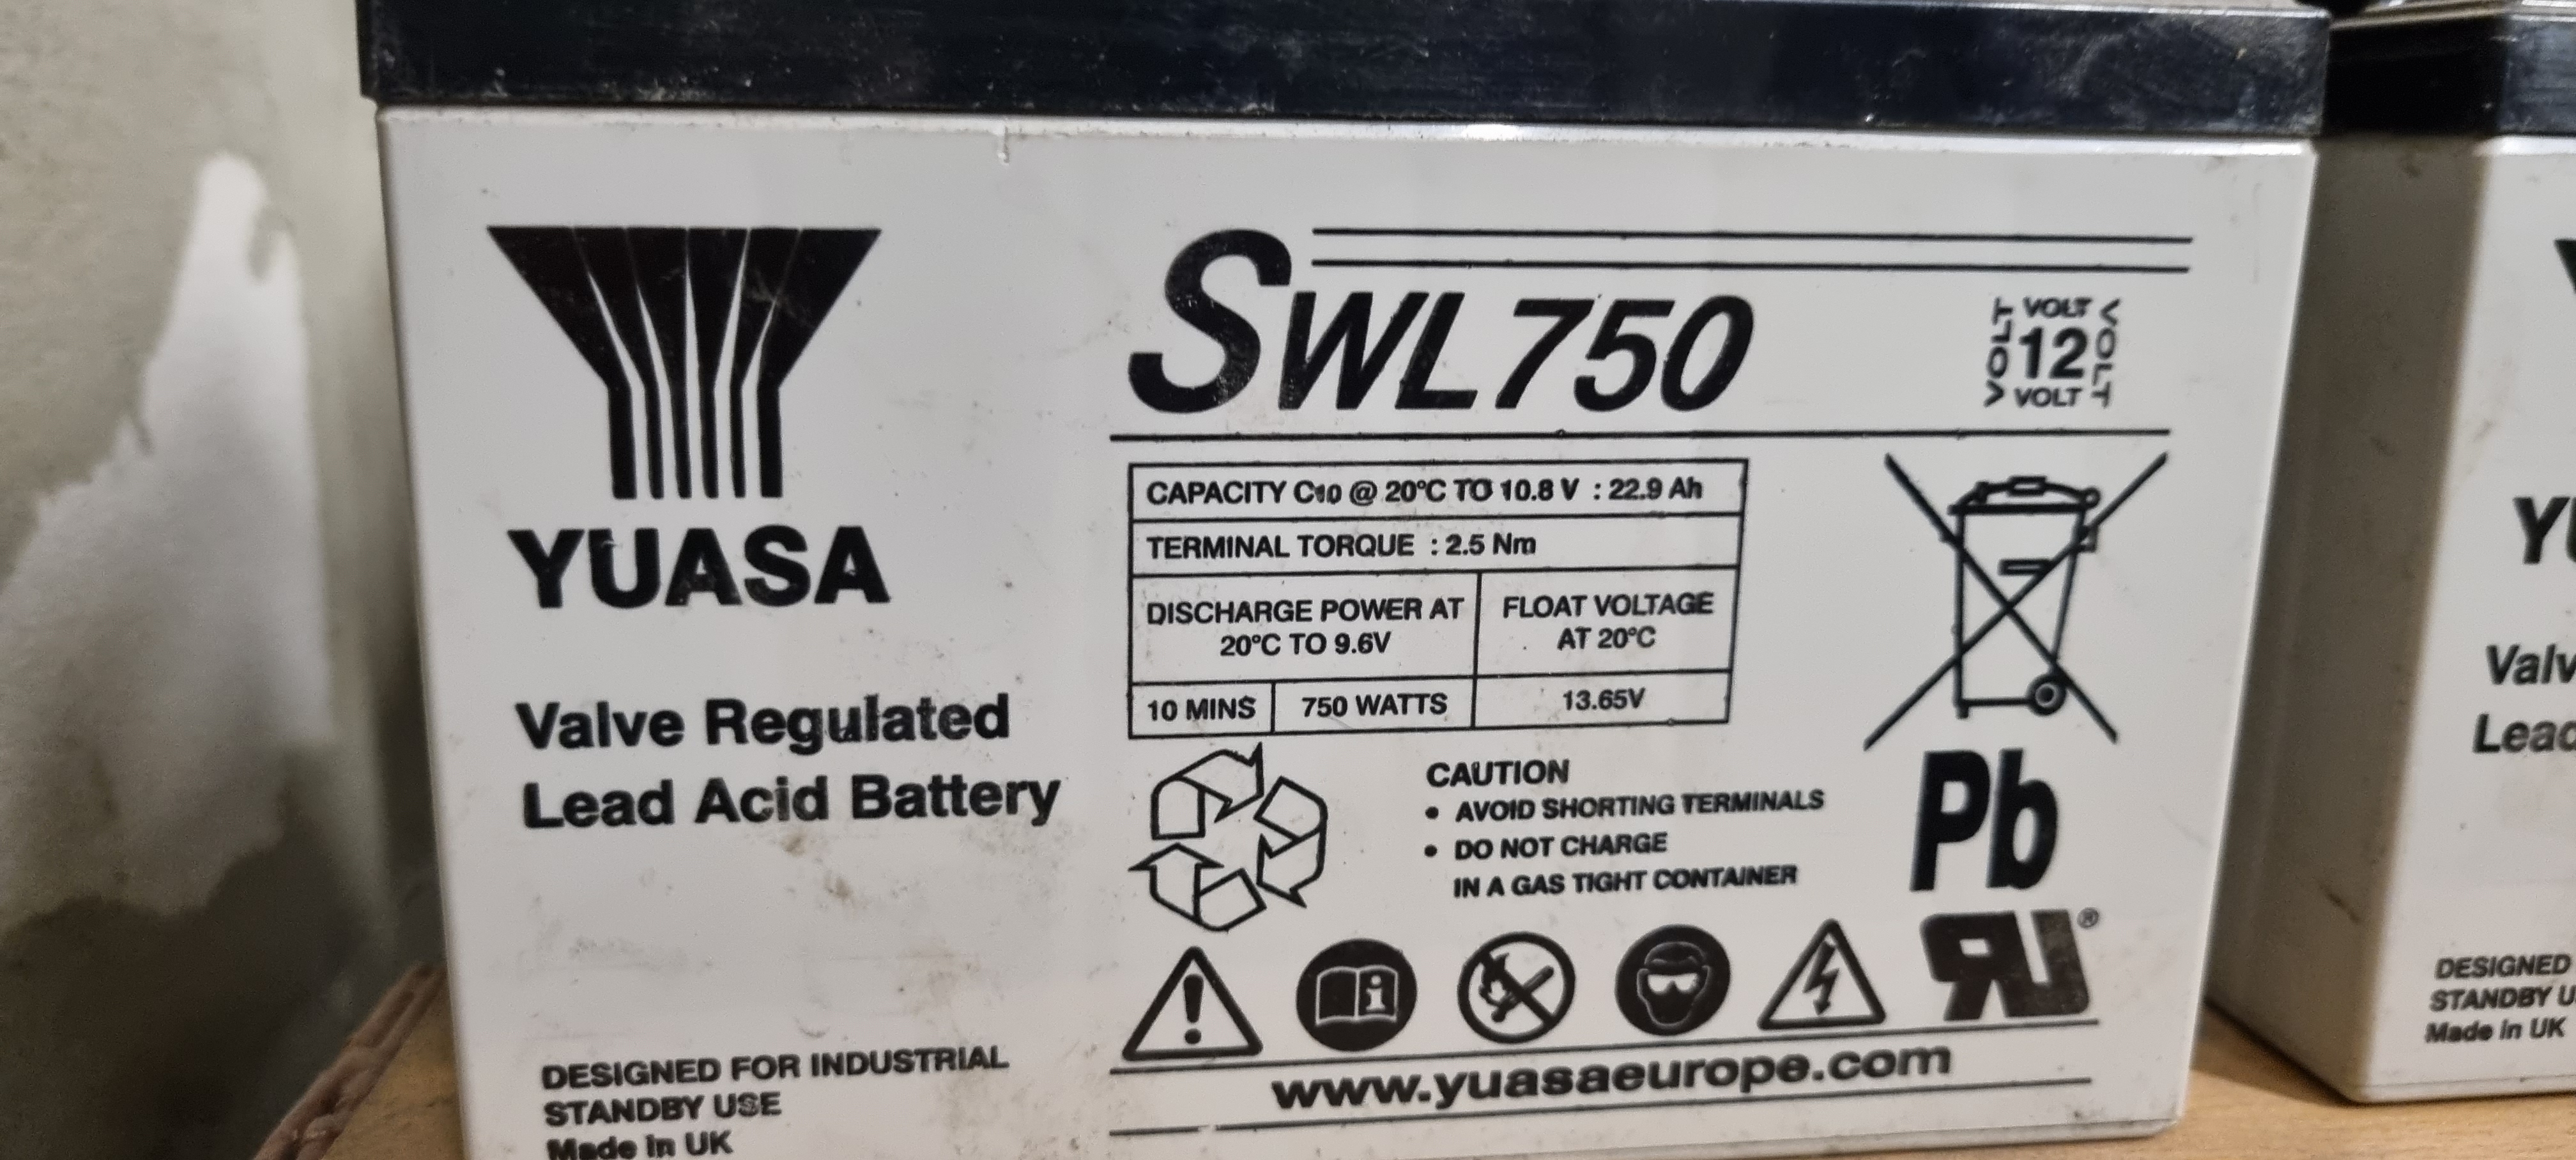 YUASA
Valve Regulated
Lead Acid Battery
DESIGNED FOR INDUSTRIAL
STANDBY USE
Made in UK
SWL750
VOLT
VOLT 12 VOLT
VOLT
CAPACITY C10 @ 20°C TO 10.8 V : 22.9 Ah
TERMINAL TORQUE : 2.5 Nm
DISCHARGE POWER AT
20°C TO 9.6V
FLOAT VOLTAGE
AT 20°C
10 MINS 750 WATTS 13.65V
CAUTION
• AVOID SHORTING TERMINALS
• DO NOT CHARGE
IN A GAS TIGHT CONTAINER
Pb
RU®
www.yuasaeurope.com
DESIGNED
STANDBY U
Made in UK